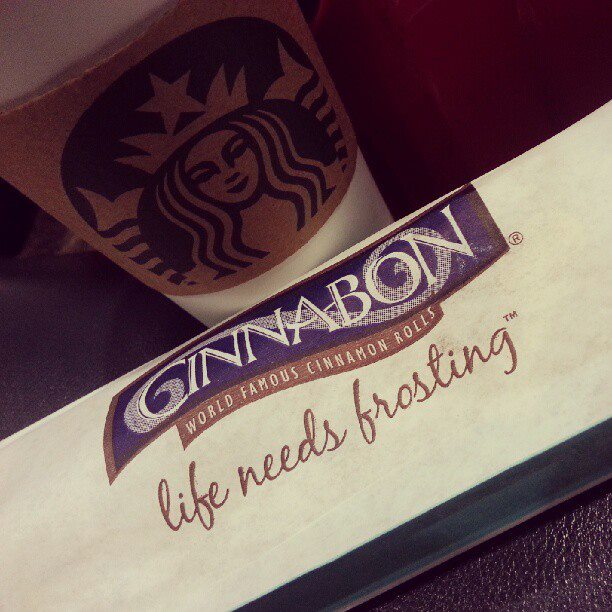 CINNABON®
WORLD FAMOUS CINNAMON ROLLS
life needs frosting™